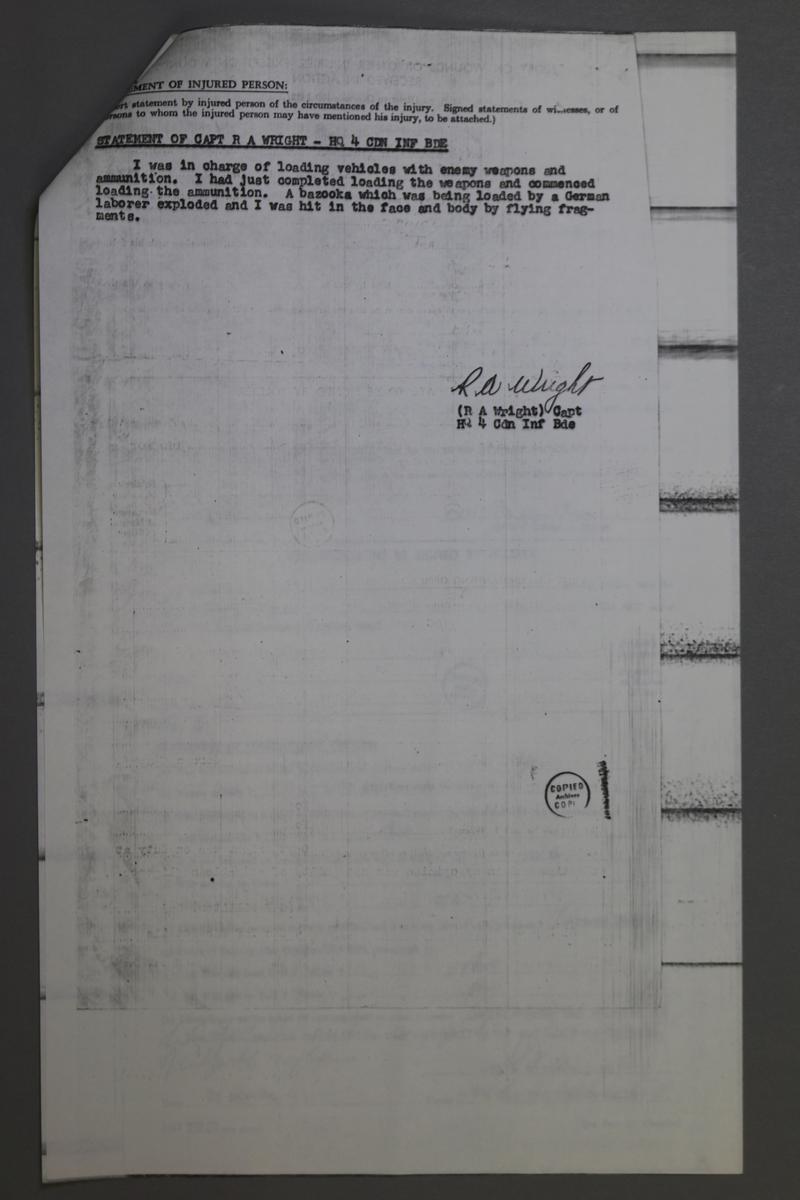 MENT OF INJURED PERSON:
statement by injured person of the circumstances of the injury. Signed statements of witnesses, or of
to whom the injured person may have mentioned his injury, to be attached.)
STATEMENT OF CAPT R A WRIGHT - HQ 4 CDN INF BDE
I was in charge of loading vehicles with enemy weapons and
ammunition. I had just completed loading the weapons and commenced
loading the ammunition. A bazooka which was being loaded by a German
laborer exploded and I was hit in the face and body by flying frag-
ments.
R A Wright
(R A Wright) Capt
HQ 4 Cdn Inf Bde
COPIED
Archives
COPI